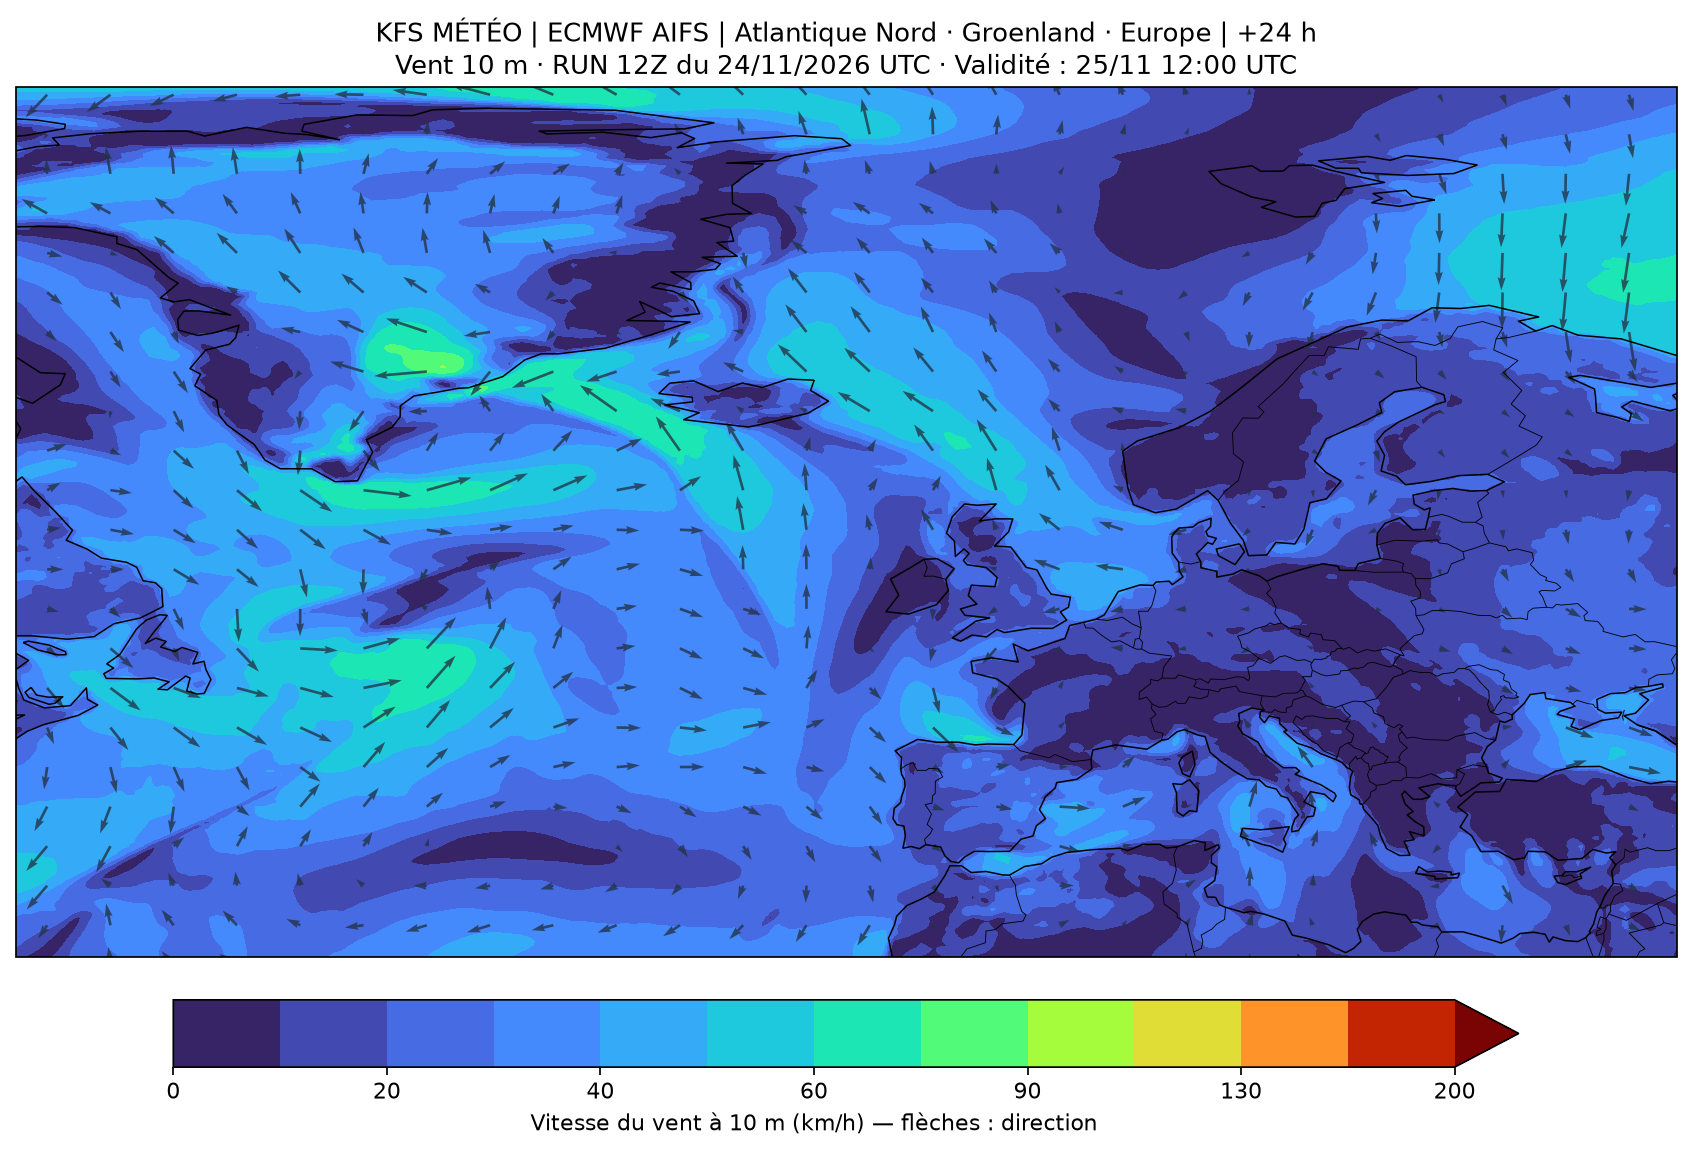 KFS MÉTÉO | ECMWF AIFS | Atlantique Nord · Groenland · Europe | +24 h
Vent 10 m · RUN 12Z du 24/11/2026 UTC · Validité : 25/11 12:00 UTC
0 20 40 60 90 130 200
Vitesse du vent à 10 m (km/h) — flèches : direction